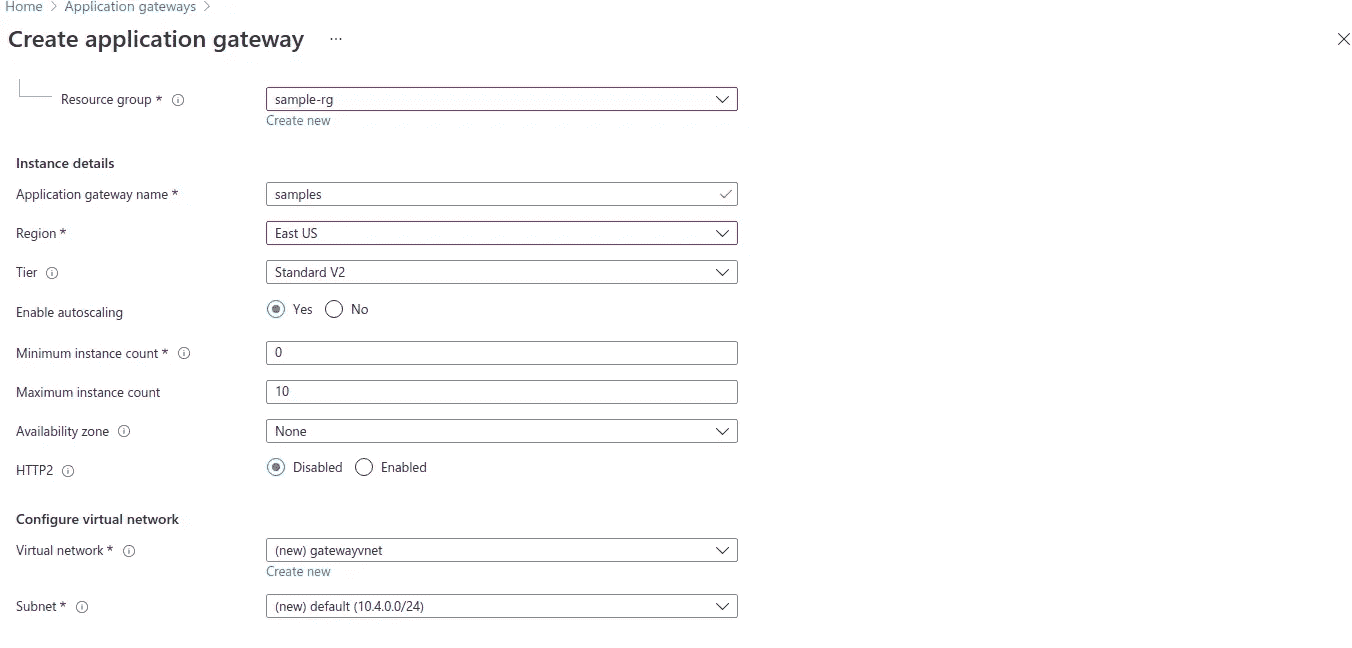 Home > Application gateways >
Create application gateway ...
Resource group * sample-rg
Create new
Instance details
Application gateway name * samples
Region * East US
Tier Standard V2
Enable autoscaling Yes No
Minimum instance count * 0
Maximum instance count 10
Availability zone None
HTTP2 Disabled Enabled
Configure virtual network
Virtual network * (new) gatewayvnet
Create new
Subnet * (new) default (10.4.0.0/24)